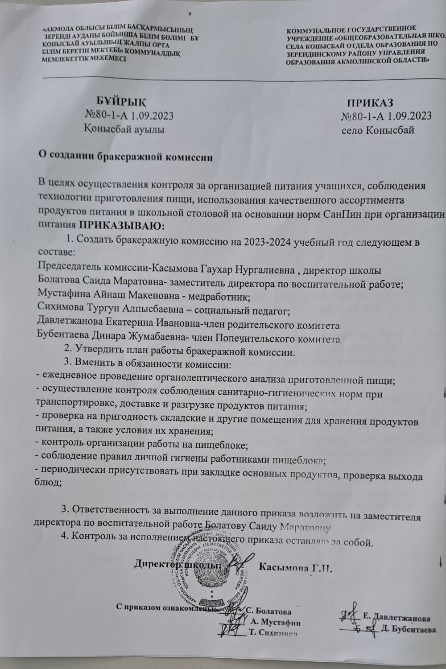 «АҚМОЛА ОБЛЫСЫ БІЛІМ БАСҚАРМАСЫНЫҢ
ЗЕРЕНДІ АУДАНЫ БОЙЫНША БІЛІМ БӨЛІМІ БҰ
ҚОНЫСБАЙ АУЫЛЫНЫҢ ЖАЛПЫ ОРТА
БІЛІМ БЕРЕТІН МЕКТЕБІ» КОММУНАЛДЫҚ
МЕМЛЕКЕТТІК МЕКЕМЕСІ
КОММУНАЛЬНОЕ ГОСУДАРСТВЕННОЕ
УЧРЕЖДЕНИЕ «ОБЩЕОБРАЗОВАТЕЛЬНАЯ ШКОЛ
СЕЛА КОНЫСБАЙ ОТДЕЛА ОБРАЗОВАНИЯ ПО
ЗЕРЕНДИНСКОМУ РАЙОНУ УПРАВЛЕНИЯ
ОБРАЗОВАНИЯ АКМОЛИНСКОЙ ОБЛАСТИ»
БҰЙРЫҚ
№80-1-А 1.09.2023
Қонысбай ауылы
ПРИКАЗ
№80-1-А 1.09.2023
село Конысбай
О создании бракеражной комиссии
В целях осуществления контроля за организацией питания учащихся, соблюдения
технологии приготовления пищи, использования качественного ассортимента
продуктов питания в школьной столовой на основании норм СанПин при организации
питания ПРИКАЗЫВАЮ:
1. Создать бракеражную комиссию на 2023-2024 учебный год следующем в
составе:
Председатель комиссии-Касымова Гаухар Нургалиевна , директор школы
Болатова Саида Маратовна- заместитель директора по воспитательной работе;
Мустафина Айнаш Макеновна - медработник;
Сихимова Тургун Алпысбаевна – социальный педагог;
Давлетжанова Екатерина Ивановна-член родительского комитета
Бубентаева Динара Жумабаевна- член Попечительского комитета
2. Утвердить план работы бракеражной комиссии.
3. Вменить в обязанности комиссии:
- ежедневное проведение органолептического анализа приготовленной пищи;
- осуществление контроля соблюдения санитарно-гигиенических норм при
транспортировке, доставке и разгрузке продуктов питания;
- проверка на пригодность складские и другие помещения для хранения продуктов
питания, а также условия их хранения;
- контроль организации работы на пищеблоке;
- соблюдение правил личной гигиены работниками пищеблока;
- периодически присутствовать при закладке основных продуктов, проверка выхода
блюд;
3. Ответственность за выполнение данного приказа возложить на заместителя
директора по воспитательной работе Болатову Саиду Маратовну
4. Контроль за исполнением настоящего приказа оставляю за собой.
Директор школы: Касымова Г.Н.
С приказом ознакомлены: С. Болатова
А. Мустафин
Т. Сихимова
Е. Давлетжанова
Д. Бубентаева